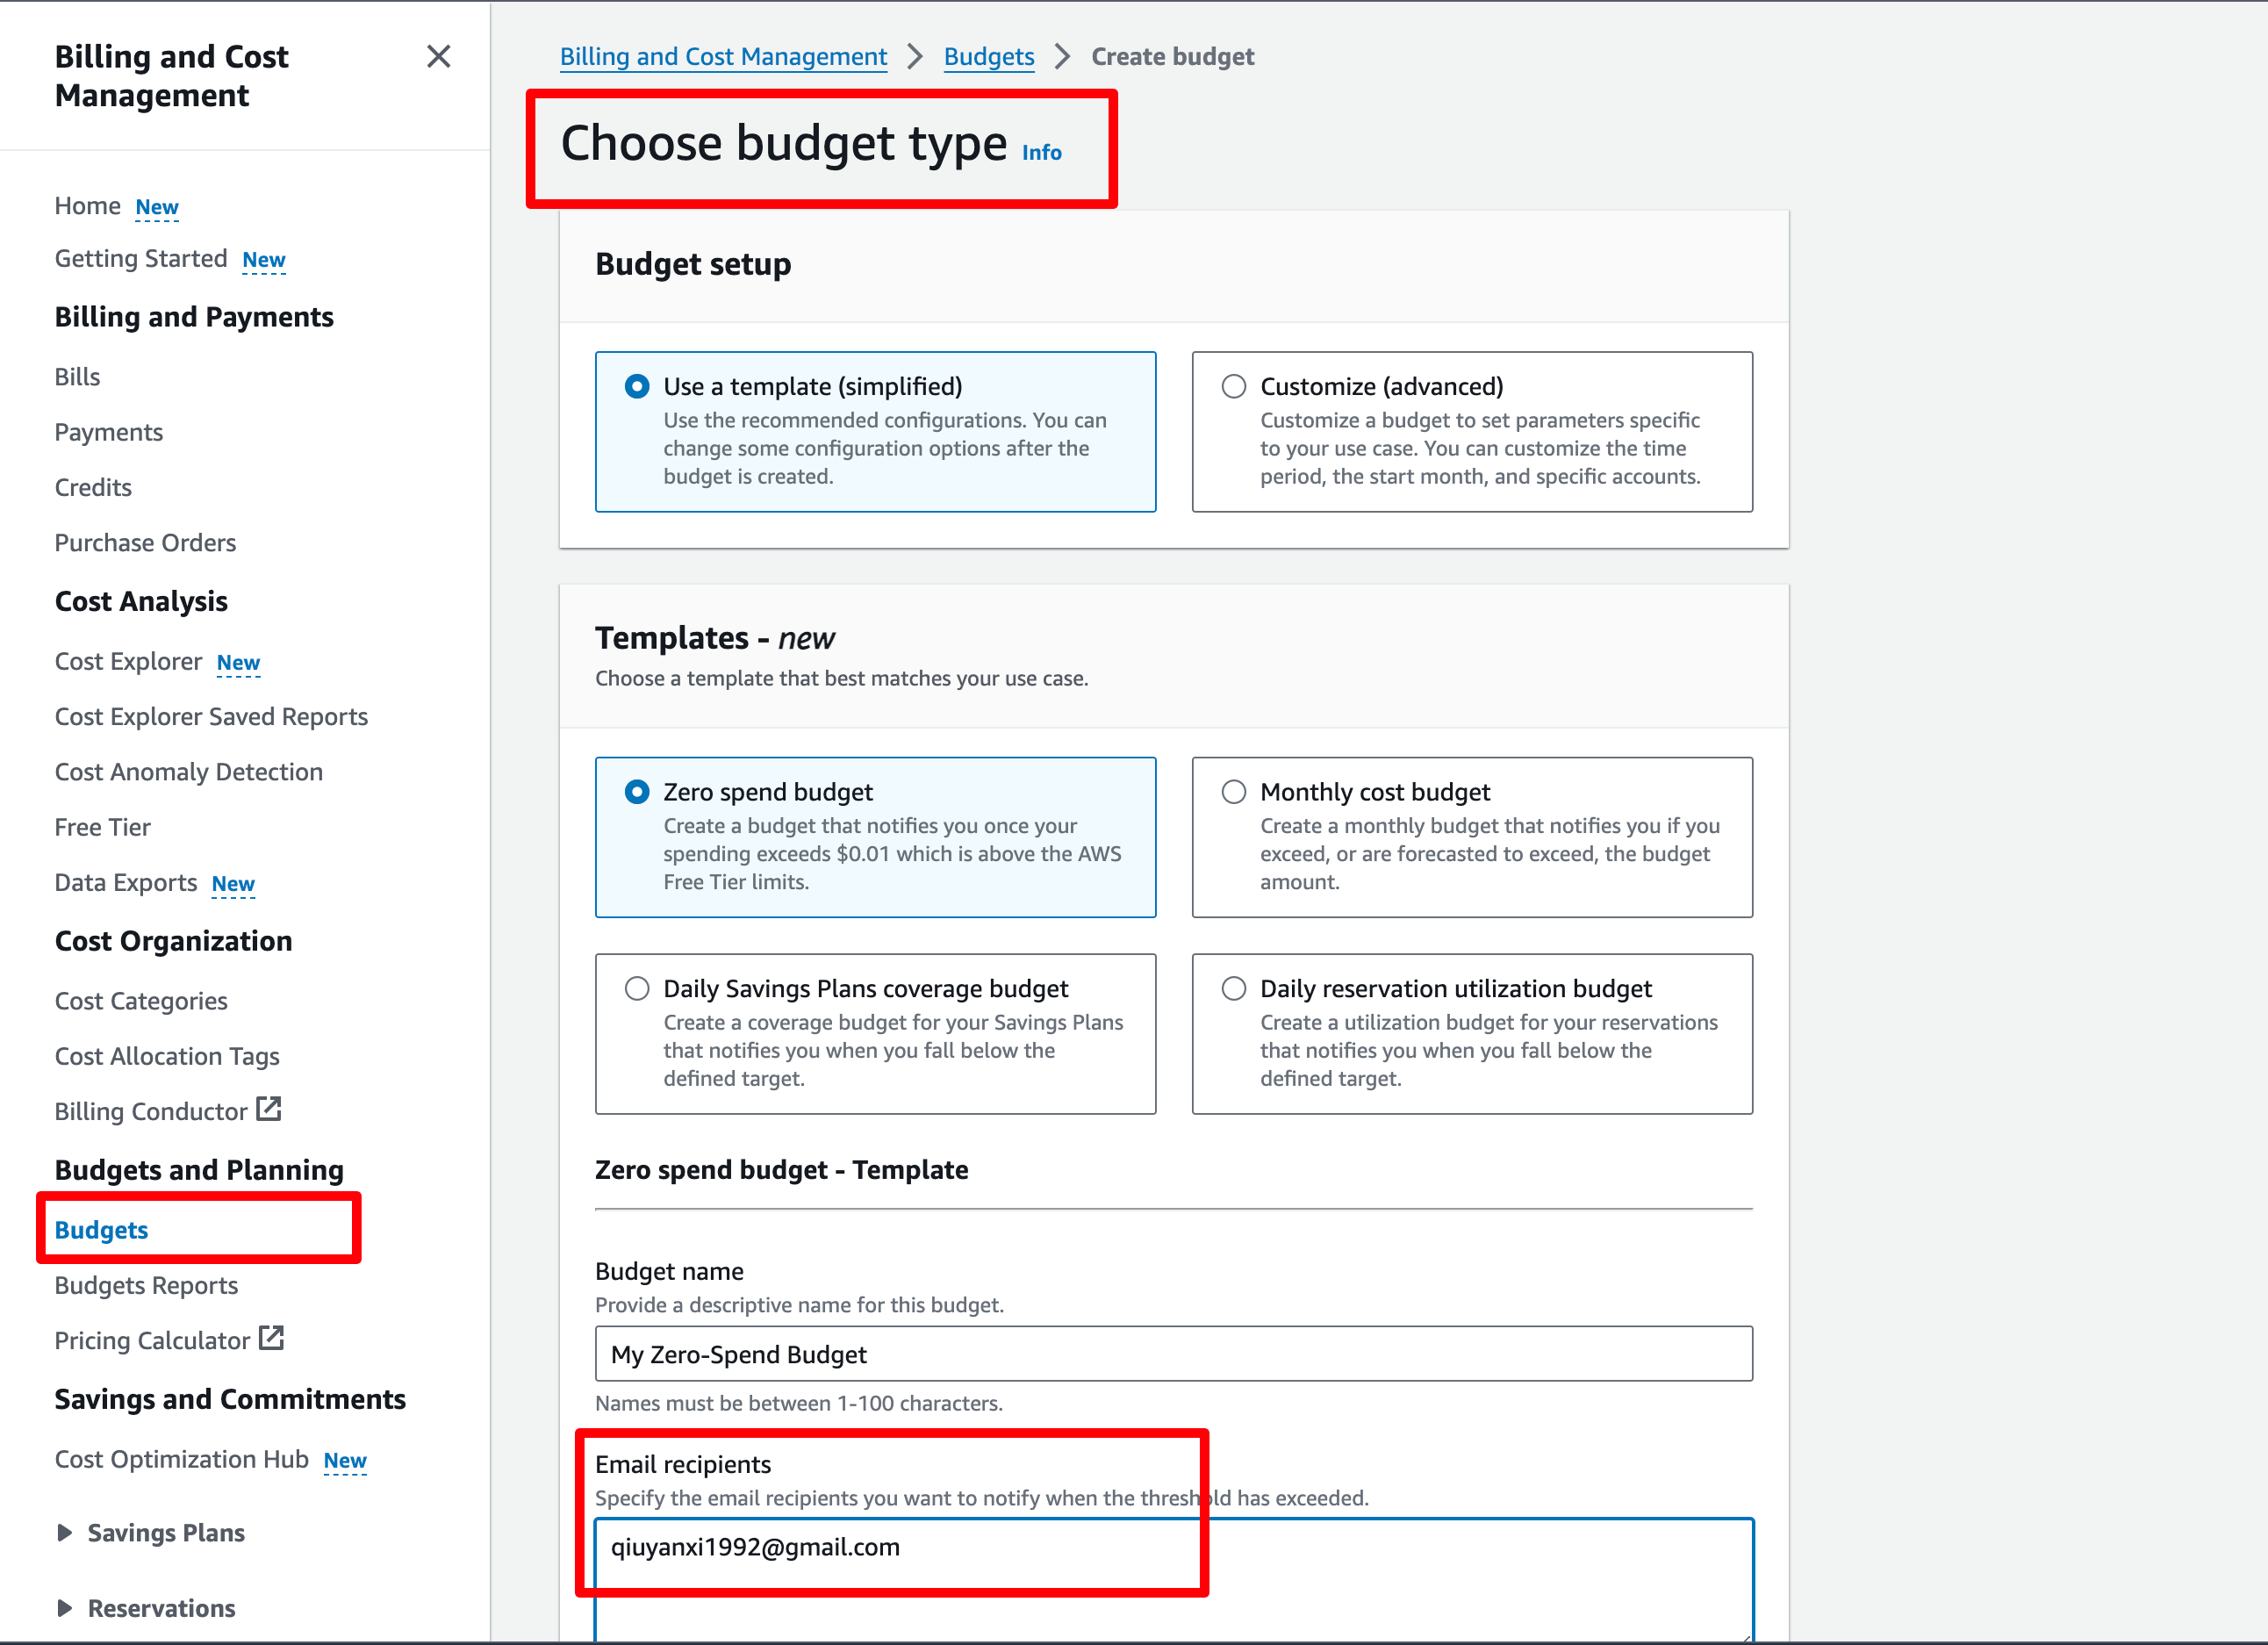 Billing and Cost
Management
Home New
Getting Started New
Billing and Payments
Bills
Payments
Credits
Purchase Orders
Cost Analysis
Cost Explorer New
Cost Explorer Saved Reports
Cost Anomaly Detection
Free Tier
Data Exports New
Cost Organization
Cost Categories
Cost Allocation Tags
Billing Conductor
Budgets and Planning
Budgets
Budgets Reports
Pricing Calculator
Savings and Commitments
Cost Optimization Hub New
Savings Plans
Reservations
Billing and Cost Management > Budgets > Create budget
Choose budget type Info
Budget setup
Use a template (simplified)
Use the recommended configurations. You can
change some configuration options after the
budget is created.
Customize (advanced)
Customize a budget to set parameters specific
to your use case. You can customize the time
period, the start month, and specific accounts.
Templates - new
Choose a template that best matches your use case.
Zero spend budget
Create a budget that notifies you once your
spending exceeds $0.01 which is above the AWS
Free Tier limits.
Monthly cost budget
Create a monthly budget that notifies you if you
exceed, or are forecasted to exceed, the budget
amount.
Daily Savings Plans coverage budget
Create a coverage budget for your Savings Plans
that notifies you when you fall below the
defined target.
Daily reservation utilization budget
Create a utilization budget for your reservations
that notifies you when you fall below the
defined target.
Zero spend budget - Template
Budget name
Provide a descriptive name for this budget.
My Zero-Spend Budget
Names must be between 1-100 characters.
Email recipients
Specify the email recipients you want to notify when the threshold has exceeded.
qiuyanxi1992@gmail.com